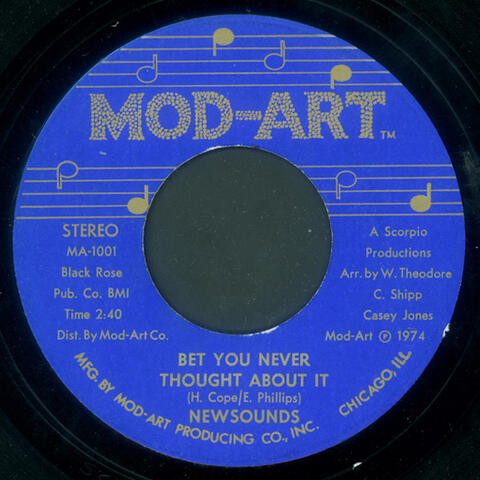 MOD-ART™
STEREO
MA-1001
Black Rose
Pub. Co. BMI
Time 2:40
Dist. By Mod-Art Co.
A Scorpio
Productions
Arr. by W. Theodore
C. Shipp
Casey Jones
Mod-Art ℗ 1974
BET YOU NEVER
THOUGHT ABOUT IT
(H. Cope/E. Phillips)
NEWSOUNDS
MFG. BY MOD-ART PRODUCING CO., INC. CHICAGO, ILL.